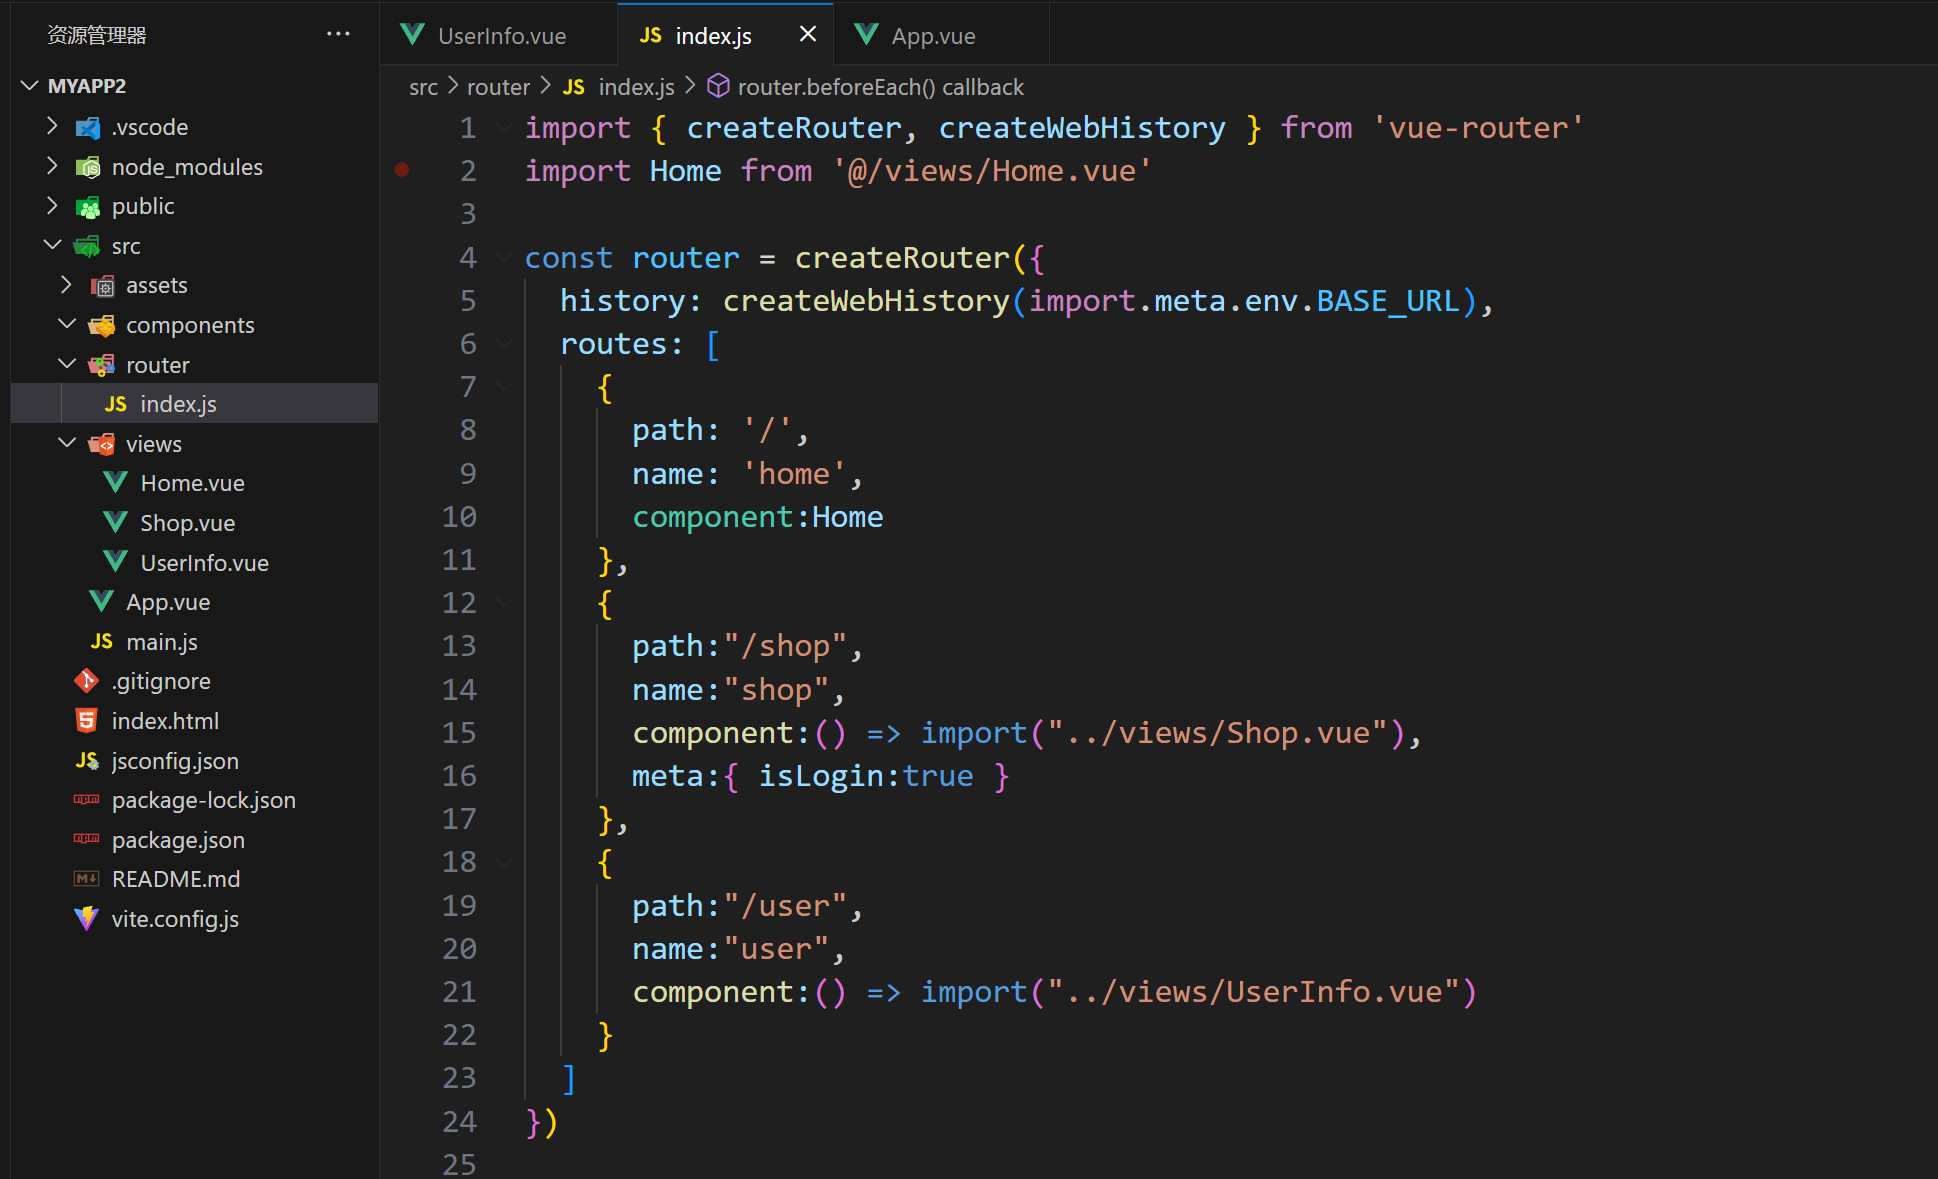 资源管理器 ···
MYAPP2
.vscode
node_modules
public
src
assets
components
router
JS index.js
views
Home.vue
Shop.vue
UserInfo.vue
App.vue
JS main.js
.gitignore
index.html
JS jsconfig.json
package-lock.json
package.json
README.md
vite.config.js
UserInfo.vue
JS index.js ×
App.vue
src > router > JS index.js > router.beforeEach() callback
1 import { createRouter, createWebHistory } from 'vue-router'
2 import Home from '@/views/Home.vue'
3
4 const router = createRouter({
5 history: createWebHistory(import.meta.env.BASE_URL),
6 routes: [
7 {
8 path: '/',
9 name: 'home',
10 component:Home
11 },
12 {
13 path:"/shop",
14 name:"shop",
15 component:() => import("../views/Shop.vue"),
16 meta:{ isLogin:true }
17 },
18 {
19 path:"/user",
20 name:"user",
21 component:() => import("../views/UserInfo.vue")
22 }
23 ]
24 })
25